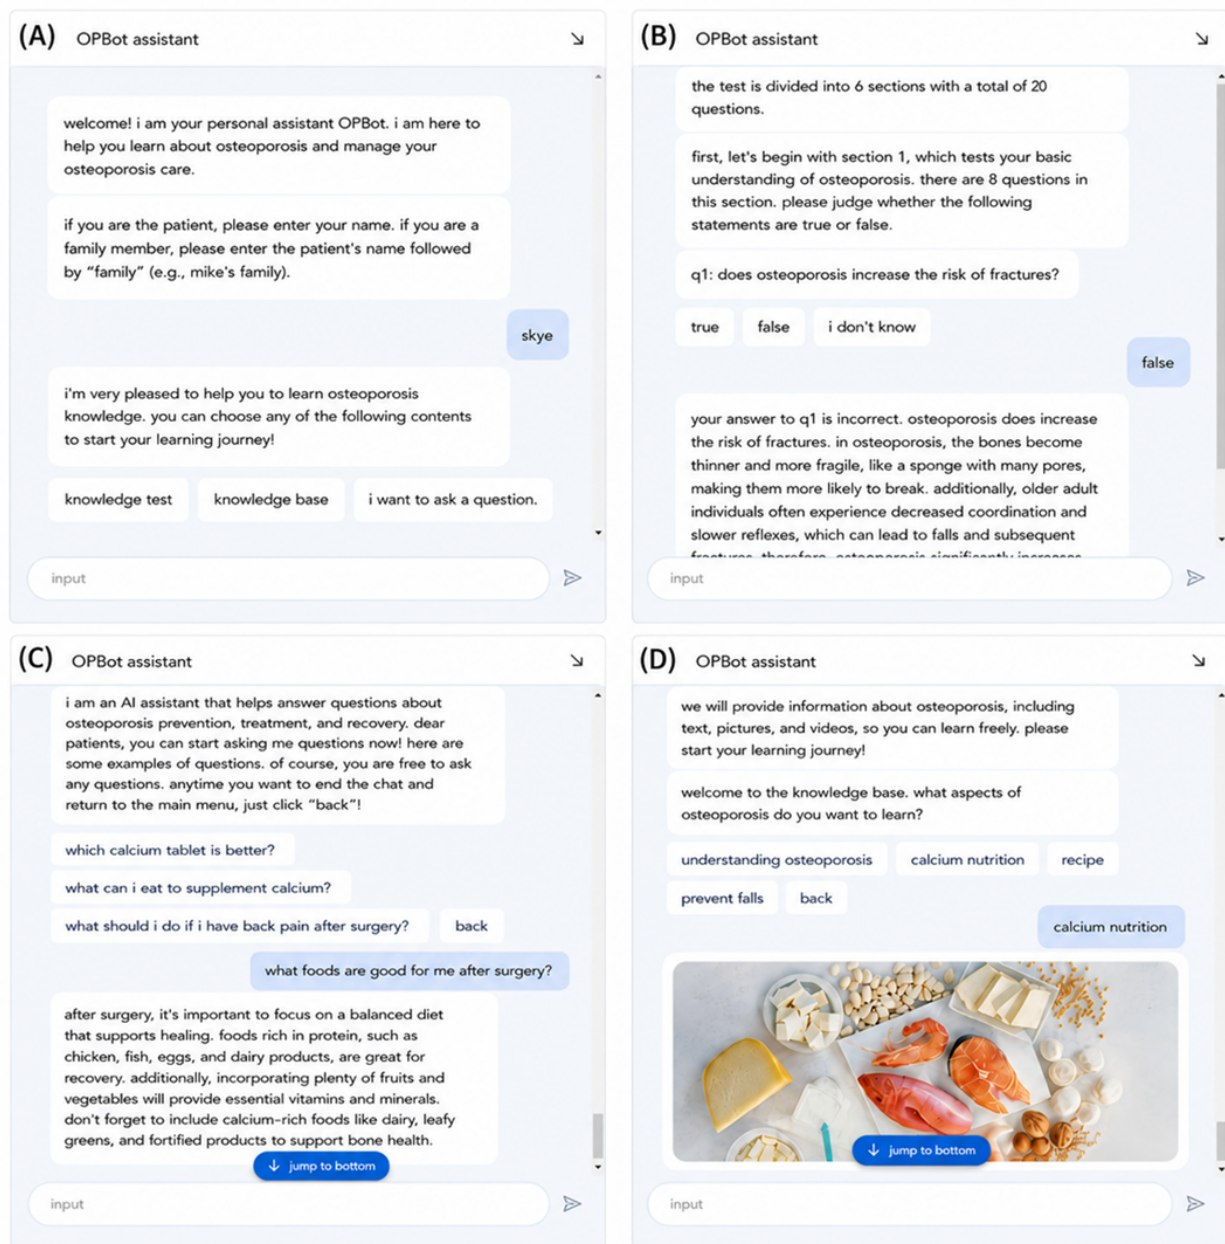 (A) OPBot assistant
welcome! i am your personal assistant OPBot. i am here to
help you learn about osteoporosis and manage your
osteoporosis care.
if you are the patient, please enter your name. if you are a
family member, please enter the patient's name followed
by “family” (e.g., mike's family).
skye
i'm very pleased to help you to learn osteoporosis
knowledge. you can choose any of the following contents
to start your learning journey!
knowledge test knowledge base i want to ask a question.
input
(B) OPBot assistant
the test is divided into 6 sections with a total of 20
questions.
first, let's begin with section 1, which tests your basic
understanding of osteoporosis. there are 8 questions in
this section. please judge whether the following
statements are true or false.
q1: does osteoporosis increase the risk of fractures?
true false i don't know
false
your answer to q1 is incorrect. osteoporosis does increase
the risk of fractures. in osteoporosis, the bones become
thinner and more fragile, like a sponge with many pores,
making them more likely to break. additionally, older adult
individuals often experience decreased coordination and
slower reflexes, which can lead to falls and subsequent
fractures. therefore, osteoporosis significantly increases
input
(C) OPBot assistant
i am an AI assistant that helps answer questions about
osteoporosis prevention, treatment, and recovery. dear
patients, you can start asking me questions now! here are
some examples of questions. of course, you are free to ask
any questions. anytime you want to end the chat and
return to the main menu, just click “back”!
which calcium tablet is better?
what can i eat to supplement calcium?
what should i do if i have back pain after surgery? back
what foods are good for me after surgery?
after surgery, it's important to focus on a balanced diet
that supports healing. foods rich in protein, such as
chicken, fish, eggs, and dairy products, are great for
recovery. additionally, incorporating plenty of fruits and
vegetables will provide essential vitamins and minerals.
don't forget to include calcium-rich foods like dairy, leafy
greens, and fortified products to support bone health.
jump to bottom
input
(D) OPBot assistant
we will provide information about osteoporosis, including
text, pictures, and videos, so you can learn freely. please
start your learning journey!
welcome to the knowledge base. what aspects of
osteoporosis do you want to learn?
understanding osteoporosis calcium nutrition recipe
prevent falls back
calcium nutrition
jump to bottom
input